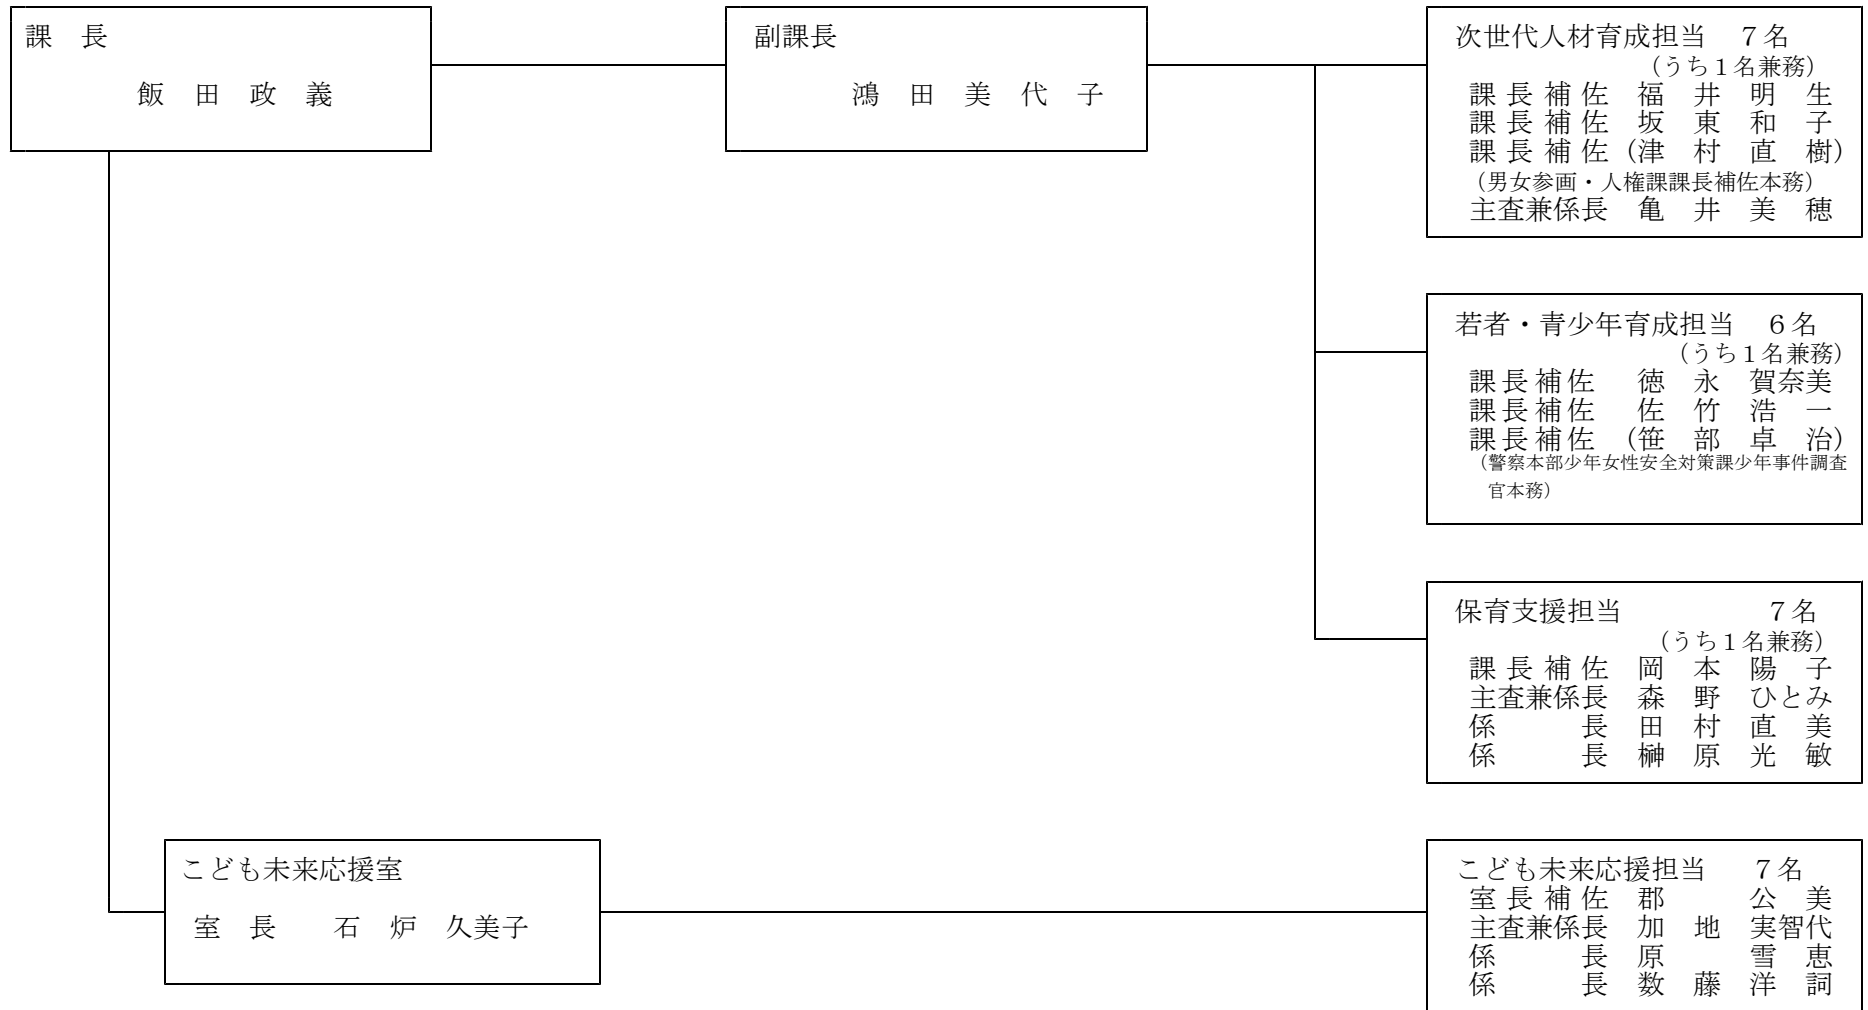 課　長
飯　田　政　義
副課長
鴻　田　美　代　子
次世代人材育成担当　７名
（うち１名兼務）
課長補佐　福　井　明　生
課長補佐　坂　東　和　子
課長補佐（津　村　直　樹）
（男女参画・人権課課長補佐本務）
主査兼係長　亀　井　美　穂
若者・青少年育成担当　６名
（うち１名兼務）
課長補佐　徳　永　賀奈美
課長補佐　佐　竹　浩　一
課長補佐（笹　部　卓　治）
（警察本部少年女性安全対策課少年事件調査
官本務）
保育支援担当　７名
（うち１名兼務）
課長補佐　岡　本　陽　子
主査兼係長　森　野　ひとみ
係　長　田　村　直　美
係　長　榊　原　光　敏
こども未来応援室
室　長　石　炉　久美子
こども未来応援担当　７名
室長補佐　郡　公　美
主査兼係長　加　地　実智代
係　長　原　雪　恵
係　長　数　藤　洋　詞